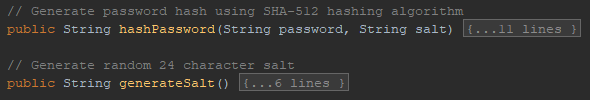 // Generate password hash using SHA-512 hashing algorithm
public String hashPassword(String password, String salt) {...11 lines }
// Generate random 24 character salt
public String generateSalt() {...6 lines }